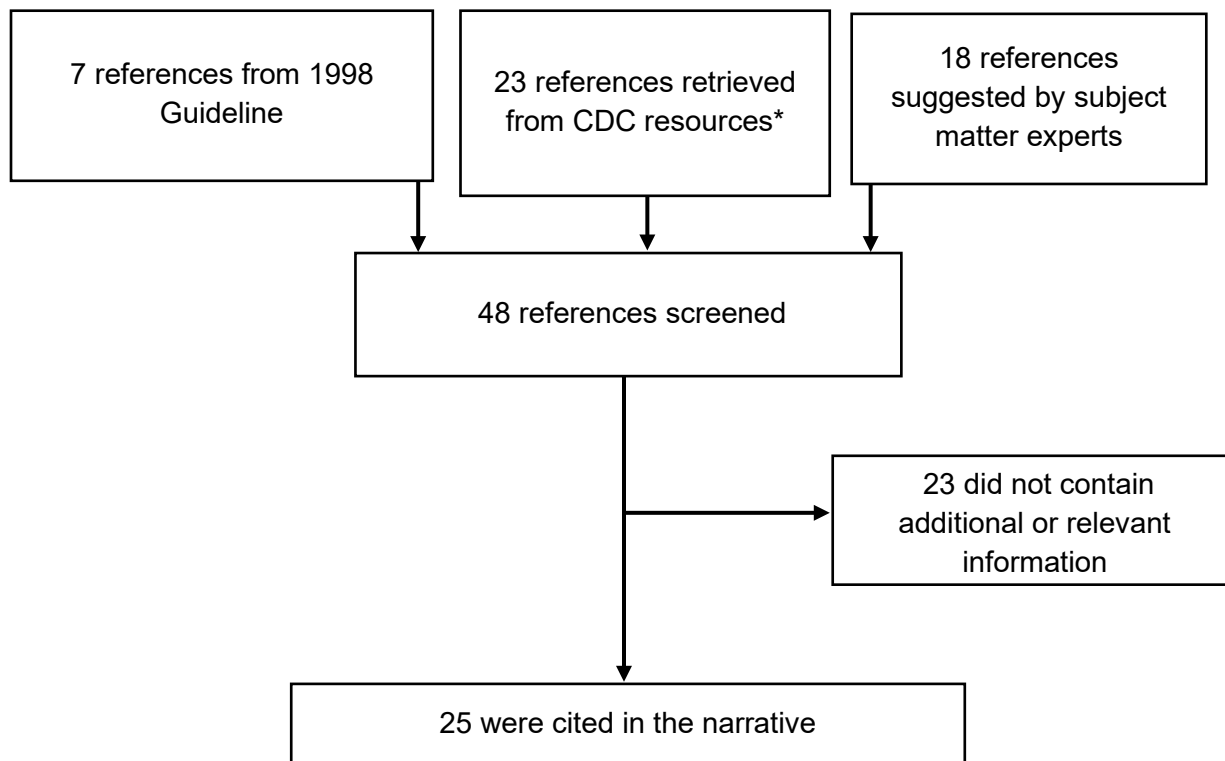 7 references from 1998
Guideline
23 references retrieved
from CDC resources*
18 references
suggested by subject
matter experts
48 references screened
23 did not contain
additional or relevant
information
25 were cited in the narrative